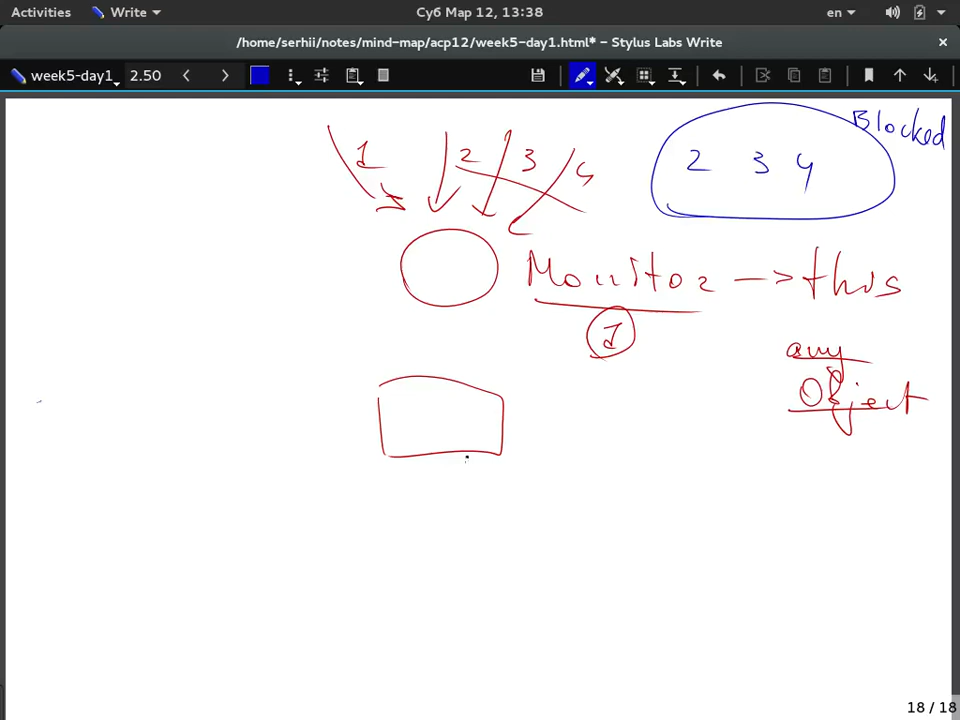 Activities Write Суб Мар 12, 13:38 en
/home/serhii/notes/mind-map/acp12/week5-day1.html* – Stylus Labs Write
week5-day1 2.50
Blocked
1 2 3 4
2 3 4
Monitor → this
1
any
Object
18 / 18